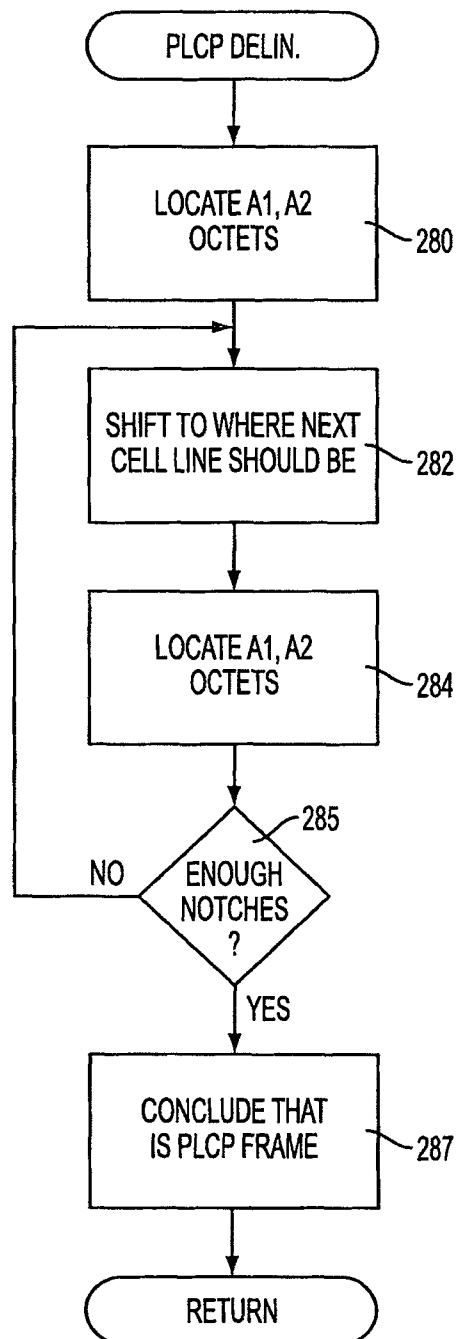 PLCP DELIN.
LOCATE A1, A2
OCTETS
280
SHIFT TO WHERE NEXT
CELL LINE SHOULD BE
282
LOCATE A1, A2
OCTETS
284
285
NO
ENOUGH
NOTCHES
?
YES
CONCLUDE THAT
IS PLCP FRAME
287
RETURN